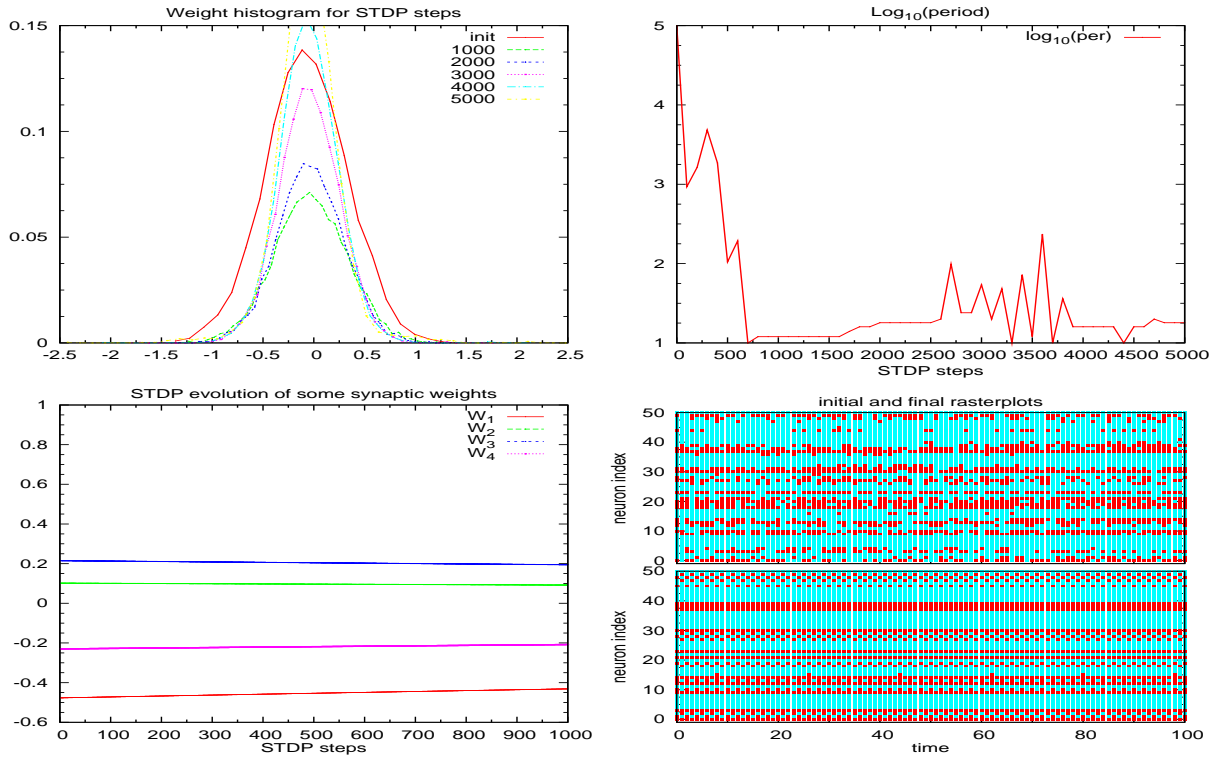 Weight histogram for STDP steps
init
1000
2000
3000
4000
5000
0.15
0.1
0.05
0
-2.5 -2 -1.5 -1 -0.5 0 0.5 1 1.5 2 2.5
Log10(period)
log10(per)
5
4
3
2
1
0 500 1000 1500 2000 2500 3000 3500 4000 4500 5000
STDP steps
STDP evolution of some synaptic weights
W1
W2
W3
W4
1
0.8
0.6
0.4
0.2
0
-0.2
-0.4
-0.6
0 100 200 300 400 500 600 700 800 900 1000
STDP steps
initial and final rasterplots
neuron index
50
40
30
20
10
0
neuron index
50
40
30
20
10
0
0 20 40 60 80 100
time